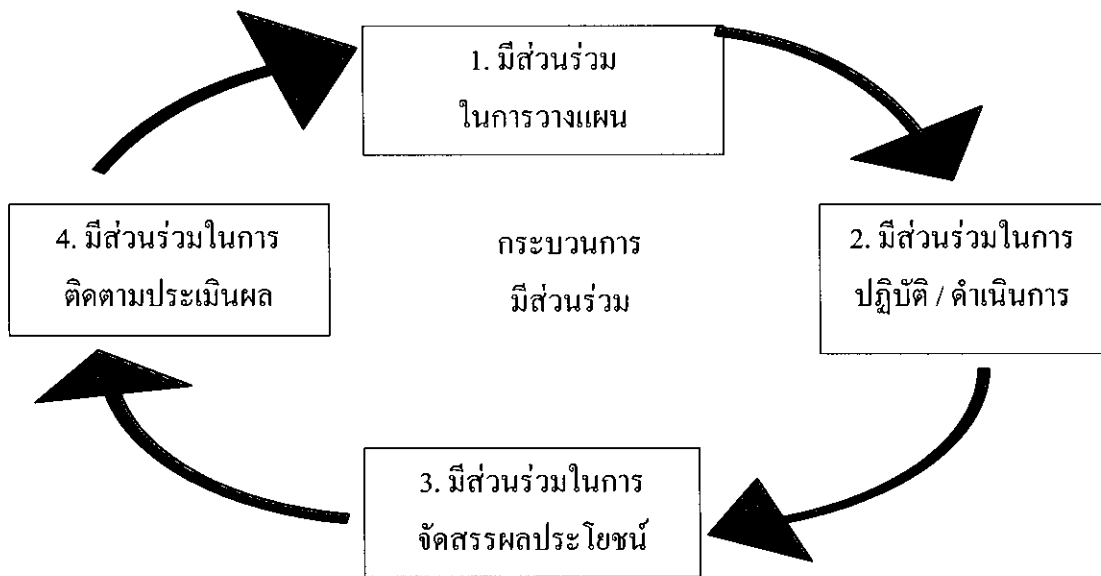 1. มีส่วนร่วม
ในการวางแผน
2. มีส่วนร่วมในการ
ปฏิบัติ / ดำเนินการ
3. มีส่วนร่วมในการ
จัดสรรผลประโยชน์
4. มีส่วนร่วมในการ
ติดตามประเมินผล
กระบวนการ
มีส่วนร่วม